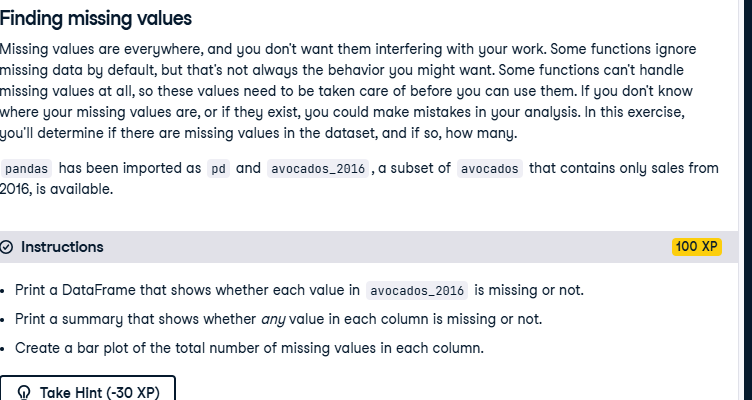 Finding missing values
Missing values are everywhere, and you don't want them interfering with your work. Some functions ignore
missing data by default, but that's not always the behavior you might want. Some functions can't handle
missing values at all, so these values need to be taken care of before you can use them. If you don't know
where your missing values are, or if they exist, you could make mistakes in your analysis. In this exercise,
you'll determine if there are missing values in the dataset, and if so, how many.
pandas has been imported as pd and avocados_2016, a subset of avocados that contains only sales from
2016, is available.
Instructions 100 XP
• Print a DataFrame that shows whether each value in avocados_2016 is missing or not.
• Print a summary that shows whether any value in each column is missing or not.
• Create a bar plot of the total number of missing values in each column.
Take Hint (-30 XP)